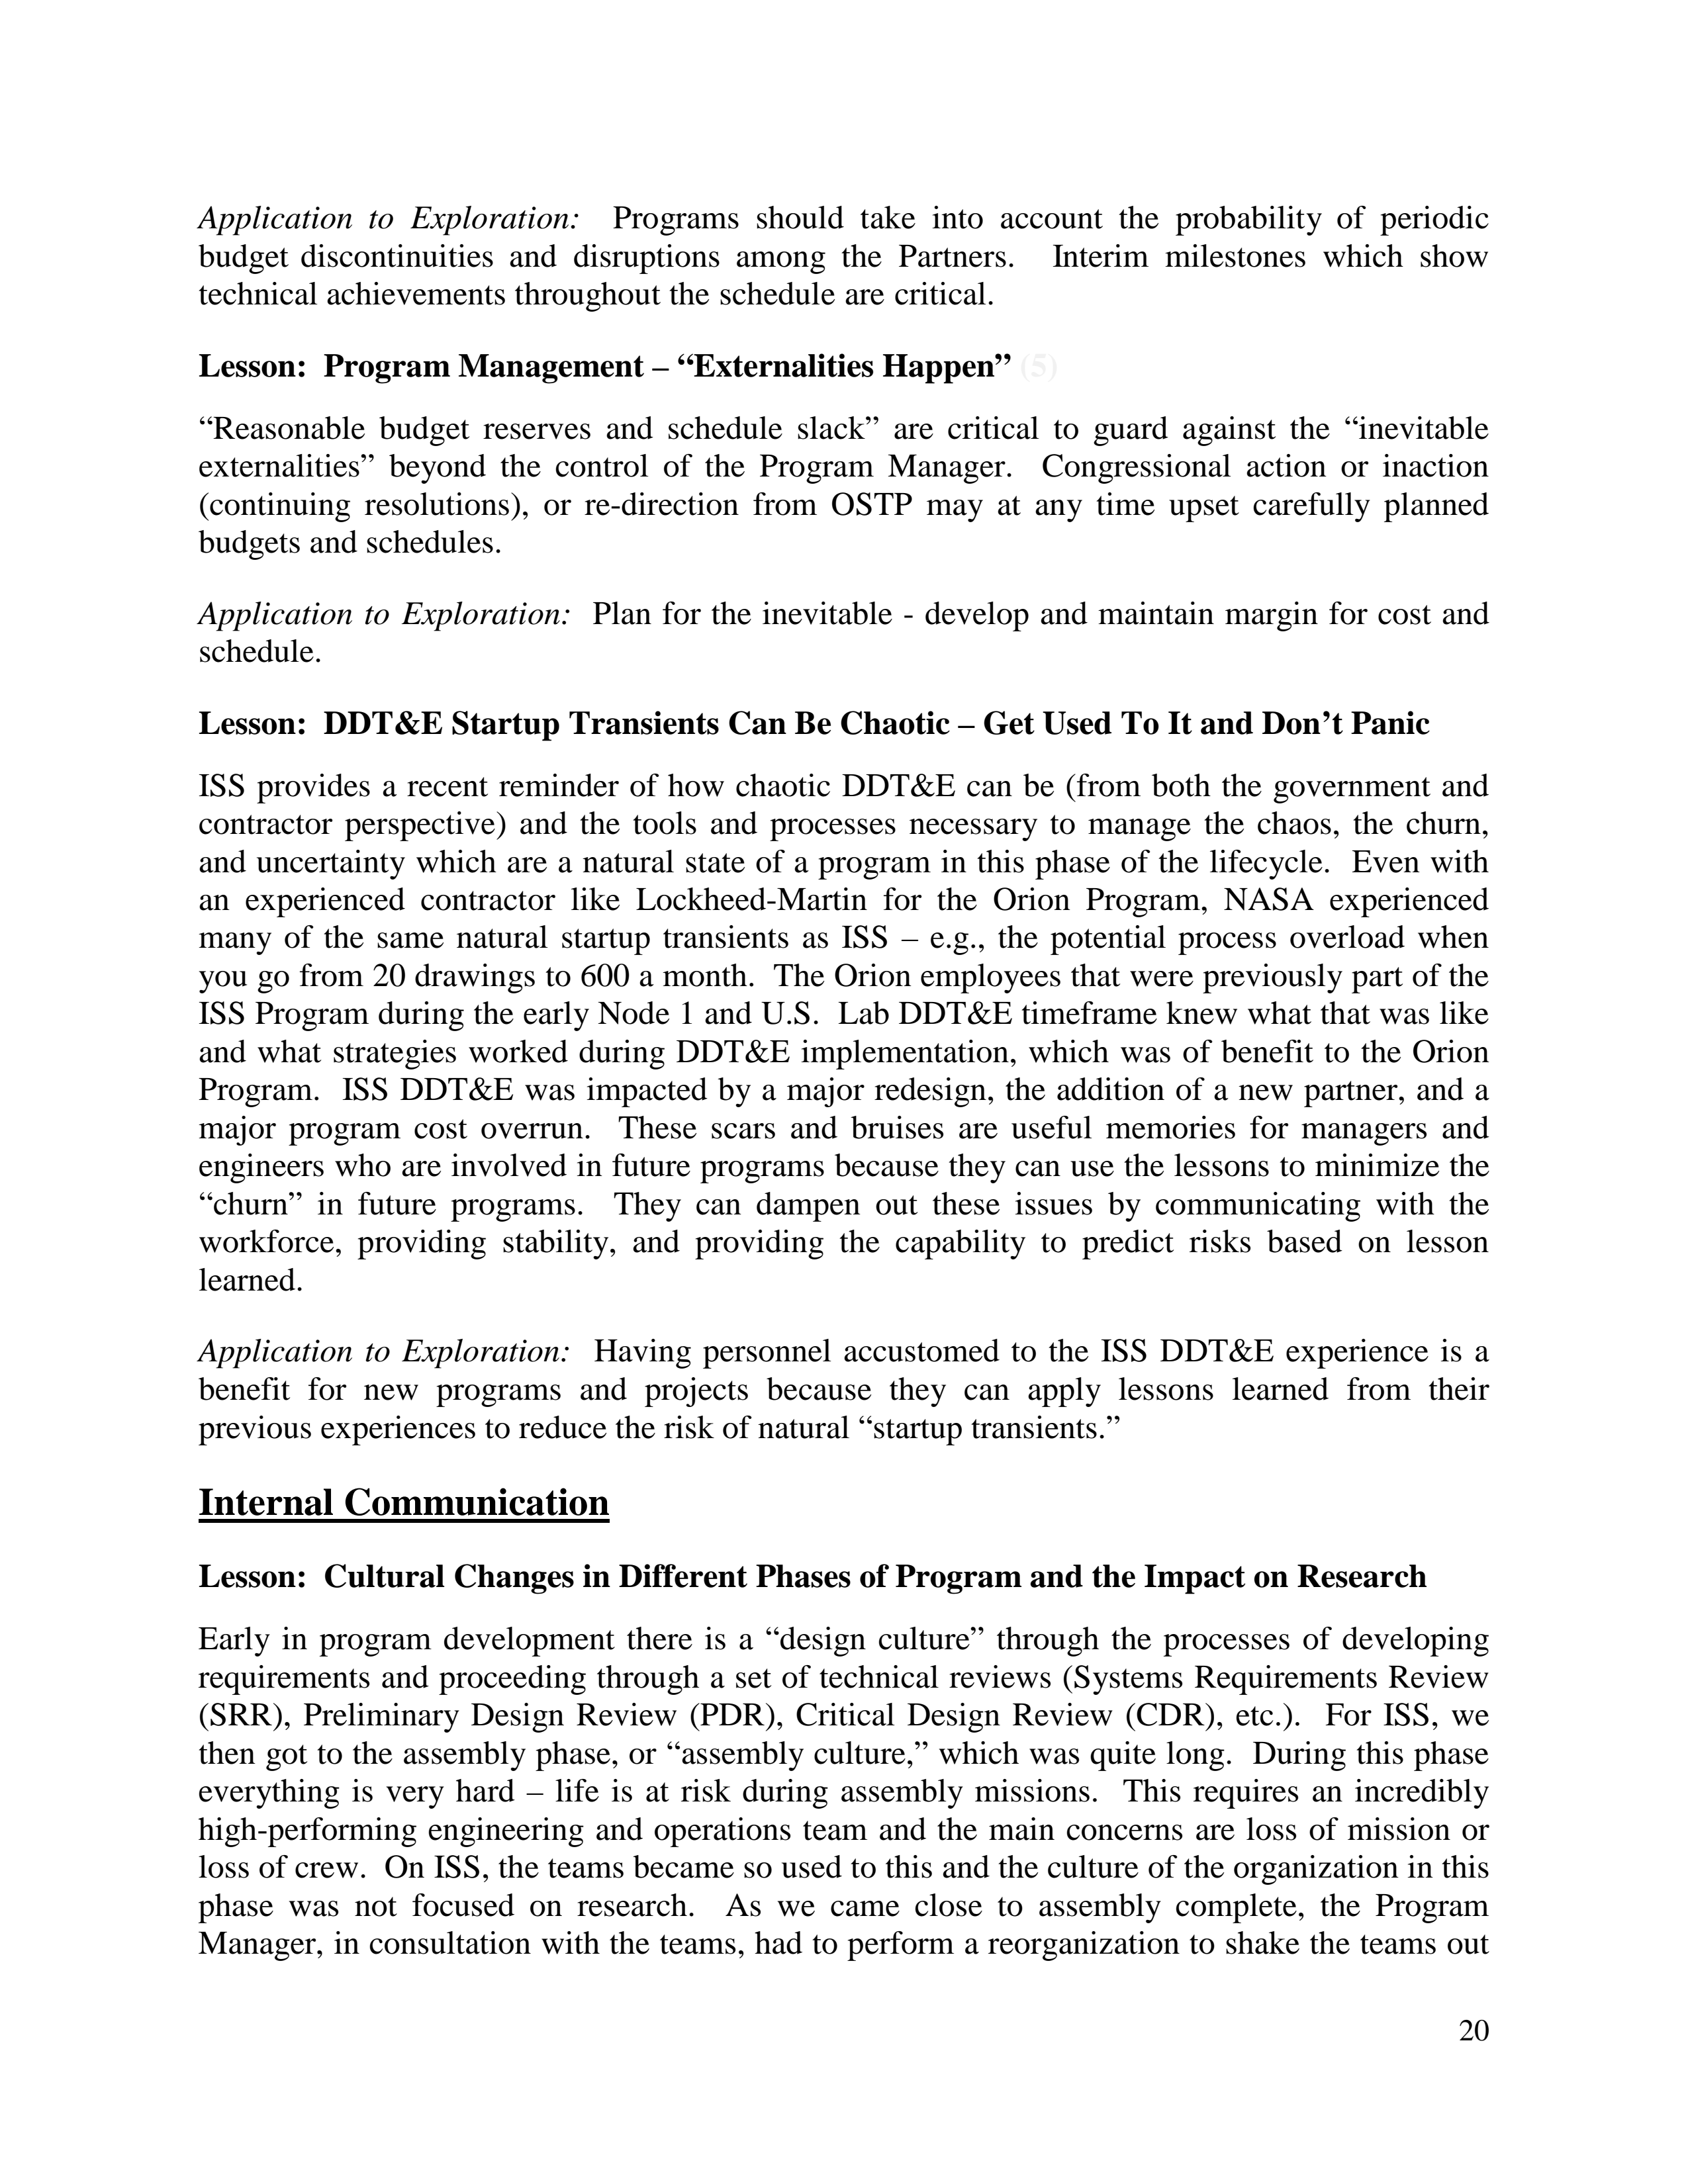 Application to Exploration: Programs should take into account the probability of periodic
budget discontinuities and disruptions among the Partners. Interim milestones which show
technical achievements throughout the schedule are critical.
Lesson: Program Management – “Externalities Happen” (5)
“Reasonable budget reserves and schedule slack” are critical to guard against the “inevitable
externalities” beyond the control of the Program Manager. Congressional action or inaction
(continuing resolutions), or re-direction from OSTP may at any time upset carefully planned
budgets and schedules.
Application to Exploration: Plan for the inevitable - develop and maintain margin for cost and
schedule.
Lesson: DDT&E Startup Transients Can Be Chaotic – Get Used To It and Don’t Panic
ISS provides a recent reminder of how chaotic DDT&E can be (from both the government and
contractor perspective) and the tools and processes necessary to manage the chaos, the churn,
and uncertainty which are a natural state of a program in this phase of the lifecycle. Even with
an experienced contractor like Lockheed-Martin for the Orion Program, NASA experienced
many of the same natural startup transients as ISS – e.g., the potential process overload when
you go from 20 drawings to 600 a month. The Orion employees that were previously part of the
ISS Program during the early Node 1 and U.S. Lab DDT&E timeframe knew what that was like
and what strategies worked during DDT&E implementation, which was of benefit to the Orion
Program. ISS DDT&E was impacted by a major redesign, the addition of a new partner, and a
major program cost overrun. These scars and bruises are useful memories for managers and
engineers who are involved in future programs because they can use the lessons to minimize the
“churn” in future programs. They can dampen out these issues by communicating with the
workforce, providing stability, and providing the capability to predict risks based on lesson
learned.
Application to Exploration: Having personnel accustomed to the ISS DDT&E experience is a
benefit for new programs and projects because they can apply lessons learned from their
previous experiences to reduce the risk of natural “startup transients.”
Internal Communication
Lesson: Cultural Changes in Different Phases of Program and the Impact on Research
Early in program development there is a “design culture” through the processes of developing
requirements and proceeding through a set of technical reviews (Systems Requirements Review
(SRR), Preliminary Design Review (PDR), Critical Design Review (CDR), etc.). For ISS, we
then got to the assembly phase, or “assembly culture,” which was quite long. During this phase
everything is very hard – life is at risk during assembly missions. This requires an incredibly
high-performing engineering and operations team and the main concerns are loss of mission or
loss of crew. On ISS, the teams became so used to this and the culture of the organization in this
phase was not focused on research. As we came close to assembly complete, the Program
Manager, in consultation with the teams, had to perform a reorganization to shake the teams out
20